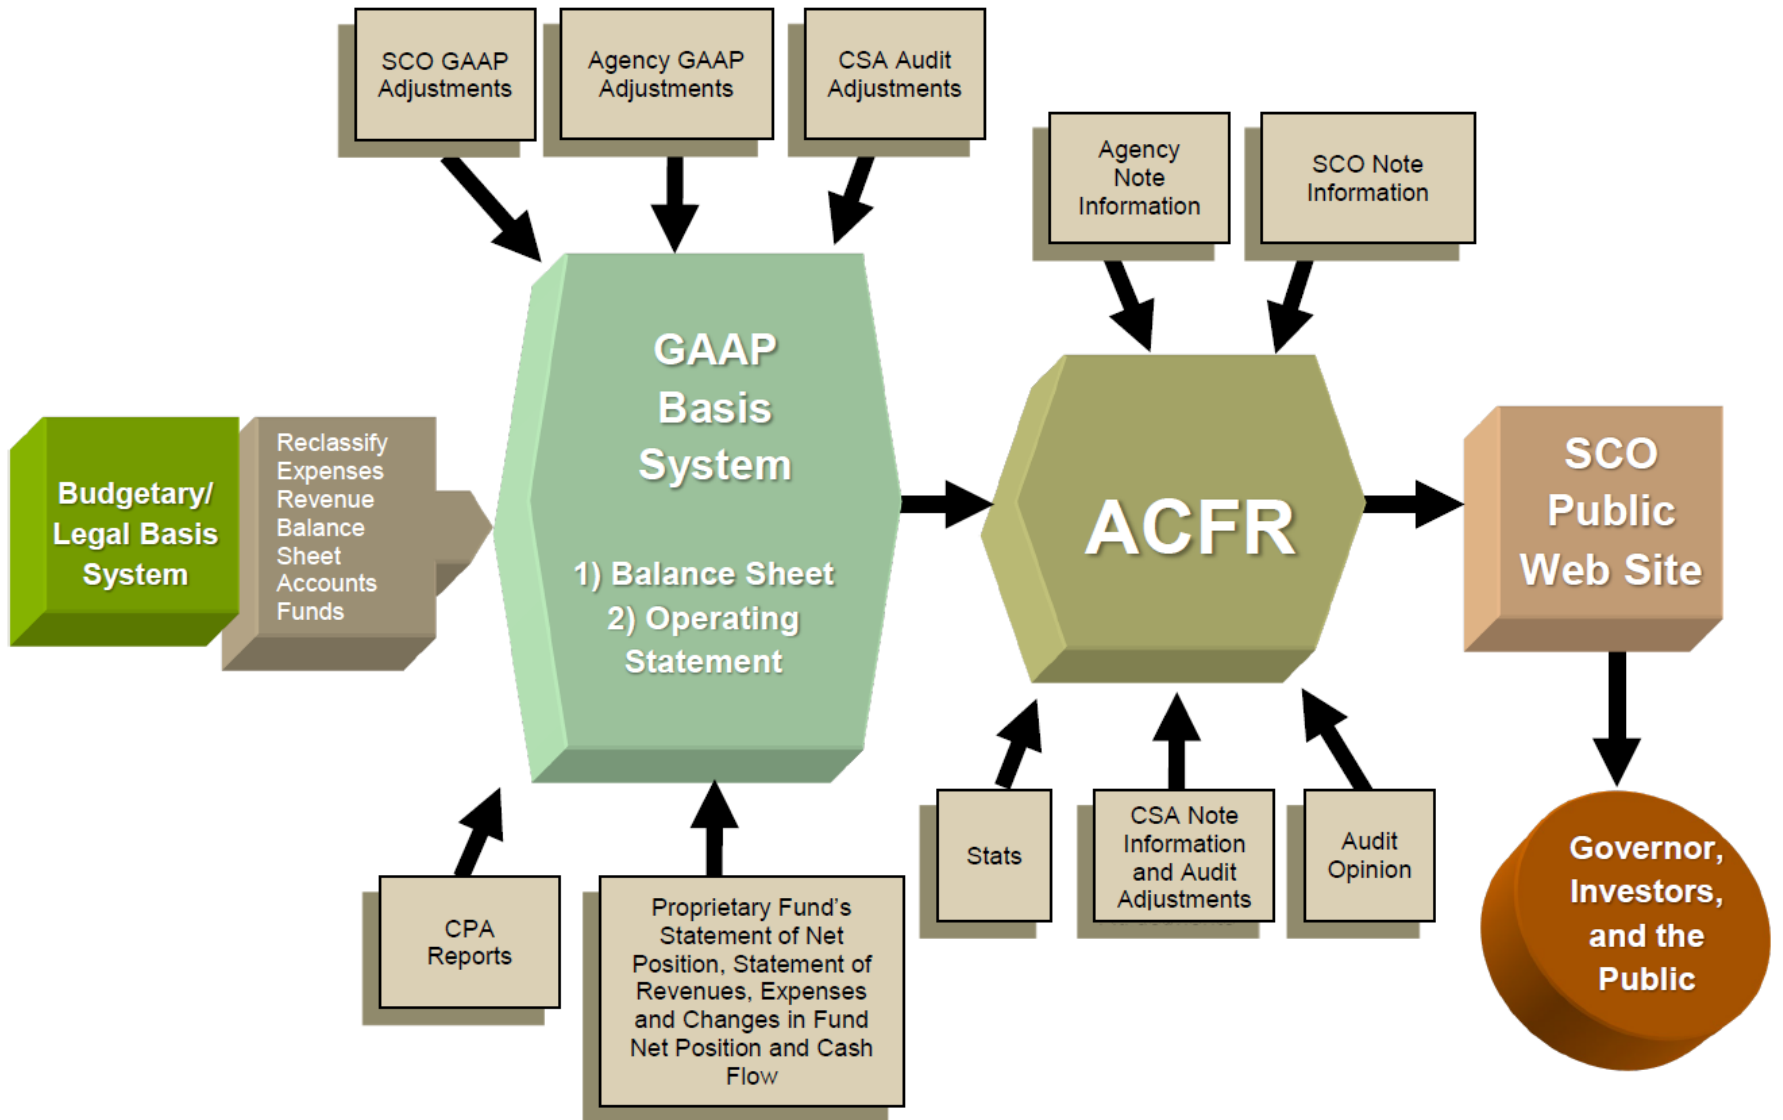 SCO GAAP
Adjustments
Agency GAAP
Adjustments
CSA Audit
Adjustments
Agency
Note
Information
SCO Note
Information
Budgetary/
Legal Basis
System
Reclassify
Expenses
Revenue
Balance
Sheet
Accounts
Funds
GAAP
Basis
System
1) Balance Sheet
2) Operating
Statement
ACFR
SCO
Public
Web Site
CPA
Reports
Proprietary Fund's
Statement of Net
Position, Statement of
Revenues, Expenses
and Changes in Fund
Net Position and Cash
Flow
Stats
CSA Note
Information
and Audit
Adjustments
Audit
Opinion
Governor,
Investors,
and the
Public